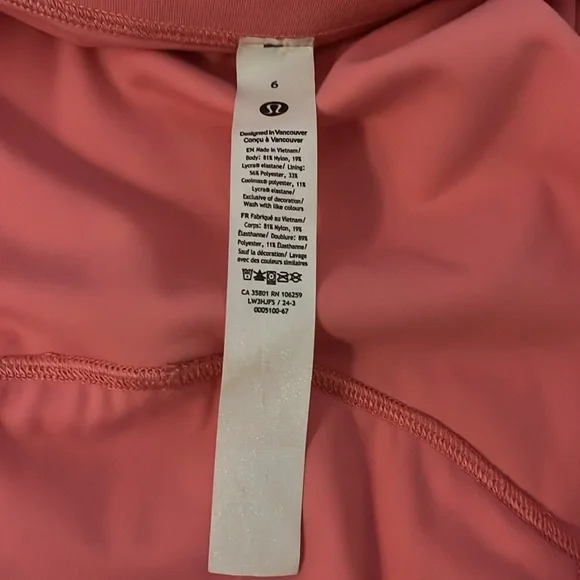 6
Designed in Vancouver
Conçu à Vancouver
EN Made in Vietnam/
Body: 81% Nylon, 19%
Lycra® elastane/ Lining:
56% Polyester, 33%
Coolmax® polyester, 11%
Lycra® elastane/
Exclusive of decoration/
Wash with like colours
FR Fabriqué au Vietnam/
Corps: 81% Nylon, 19%
Élasthanne/ Doublure: 89%
Polyester, 11% Élasthanne/
Sauf la décoration/ Lavage
avec des couleurs similaires
CA 35801 RN 106259
LW3HJFS / 24-3
0005100-67